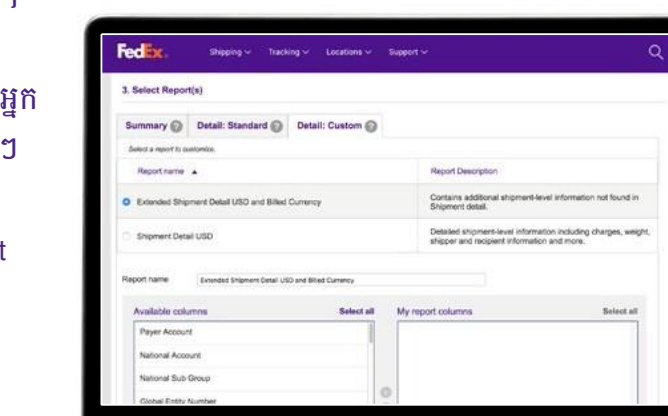 អ្នក
ៗ
t
FedEx.
Shipping
Tracking
Locations
Support
3. Select Report(s)
Summary ?
Detail: Standard ?
Detail: Custom ?
Select a report to customize.
Report name
Report Description
Extended Shipment Detail USD and Billed Currency
Contains additional shipment-level information not found in
Shipment detail.
Shipment Detail USD
Detailed shipment-level information including charges, weight,
shipper and recipient information and more.
Report name
Extended Shipment Detail USD and Billed Currency
Available columns
Select all
My report columns
Select all
Payer Account
National Account
National Sub Group
Global Entity Number